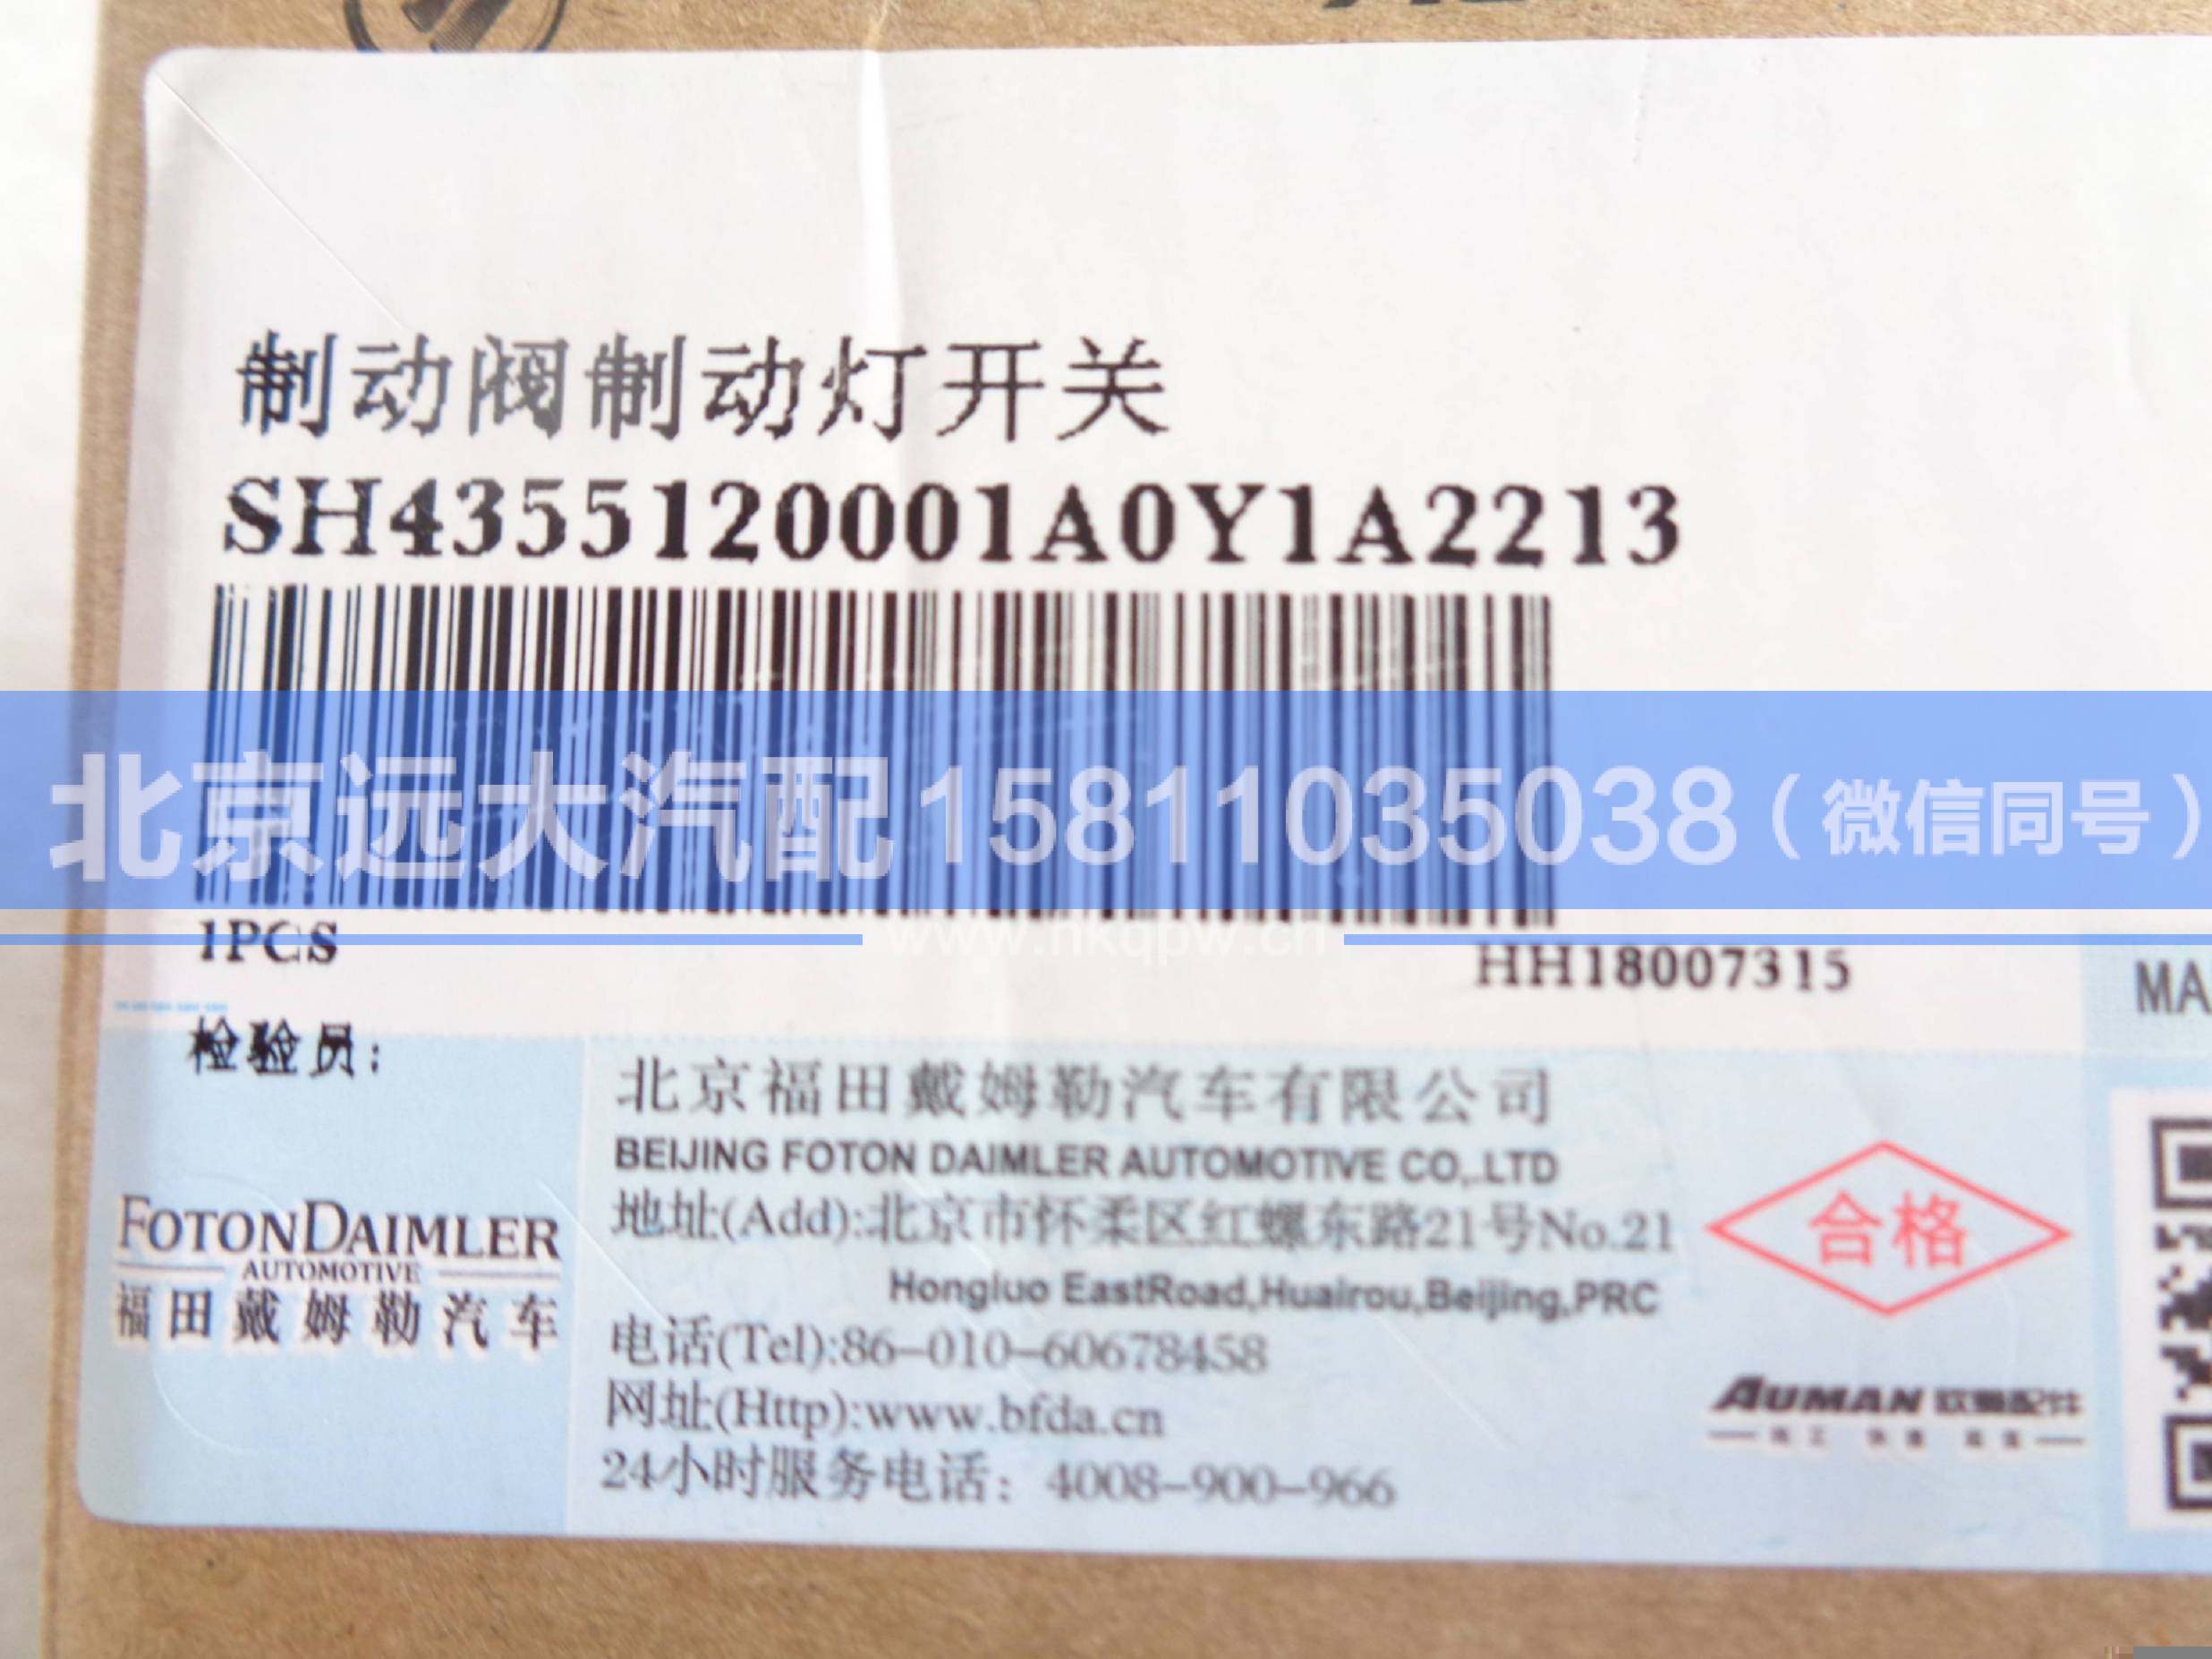 制动阀制动灯开关
SH4355120001A0Y1A2213
北京远大汽配15811035038（微信同号）
www.hkqpw.cn
1PCS
HH18007315
MA
检验员:
北京福田戴姆勒汽车有限公司
BEIJING FOTON DAIMLER AUTOMOTIVE CO,.LTD
地址(Add):北京市怀柔区红螺东路21号No.21
Hongluo EastRoad,Huairou,Beijing,PRC
电话(Tel):86-010-60678458
网址(Http):www.bfda.cn
24小时服务电话：4008-900-966
FOTONDAIMLER
AUTOMOTIVE
福田戴姆勒汽车
合格
AUMAN 欧曼配件